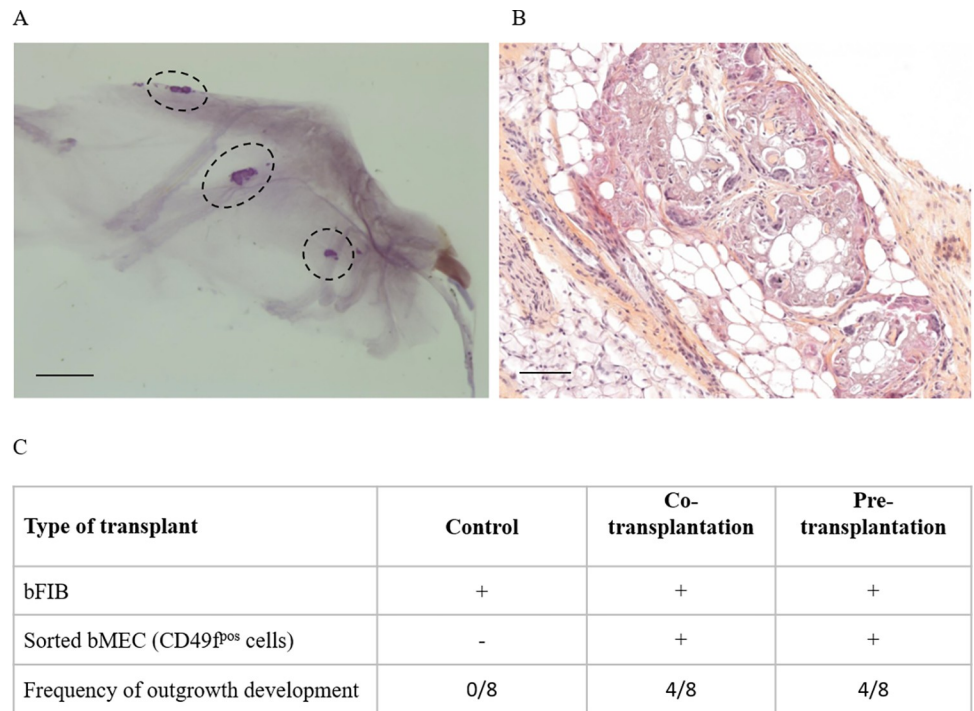 A
B
C
Type of transplant
Control
Co-
transplantation
Pre-
transplantation
bFIB
+
+
+
Sorted bMEC (CD49fᵖᵒˢ cells)
-
+
+
Frequency of outgrowth development
0/8
4/8
4/8